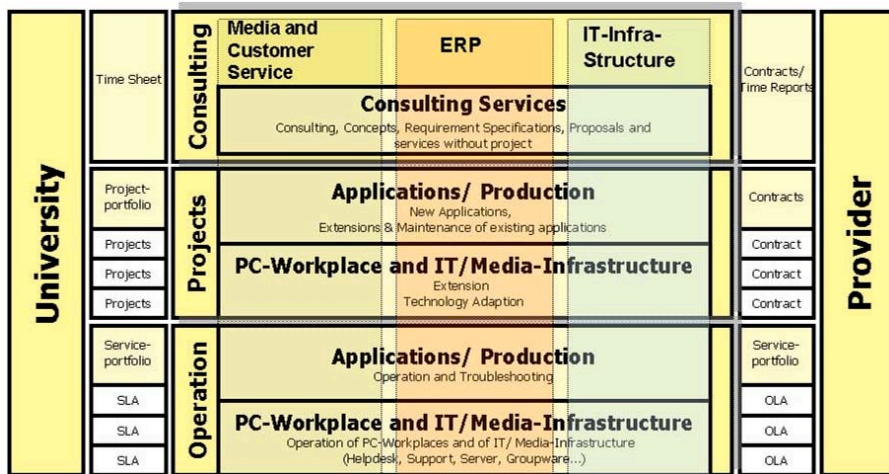 University
Time Sheet
Project-
portfolio
Projects
Projects
Projects
Service-
portfolio
SLA
SLA
SLA
Consulting
Media and
Customer
Service
ERP
IT-Infra-
Structure
Consulting Services
Consulting, Concepts, Requirement Specifications, Proposals and
services without project
Projects
Applications/ Production
New Applications,
Extensions & Maintenance of existing applications
PC-Workplace and IT/Media-Infrastructure
Extension
Technology Adaption
Operation
Applications/ Production
Operation and Troubleshooting
PC-Workplace and IT/Media-Infrastructure
Operation of PC-Workplaces and of IT/ Media-Infrastructure
(Helpdesk, Support, Server, Groupware...)
Contracts/
Time Reports
Contracts
Contract
Contract
Contract
Service-
portfolio
OLA
OLA
OLA
Provider